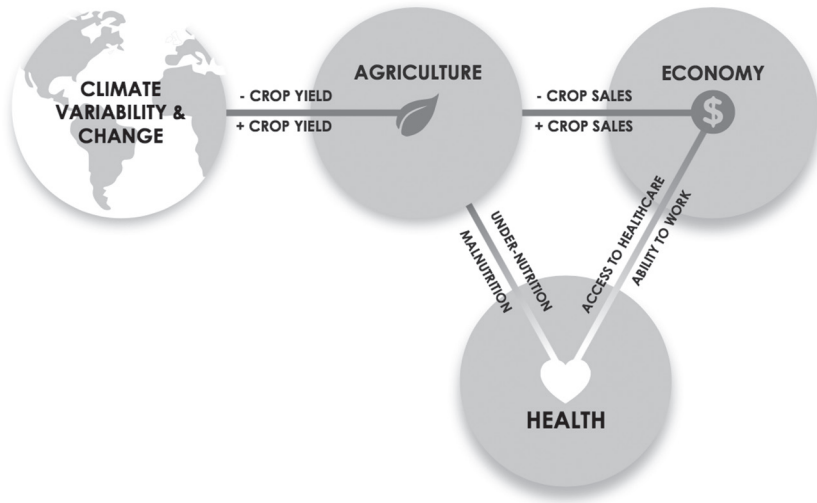 CLIMATE
VARIABILITY &
CHANGE
- CROP YIELD
+ CROP YIELD
AGRICULTURE
- CROP SALES
+ CROP SALES
ECONOMY
$
UNDER-NUTRITION
MALNUTRITION
ACCESS TO HEALTHCARE
ABILITY TO WORK
HEALTH